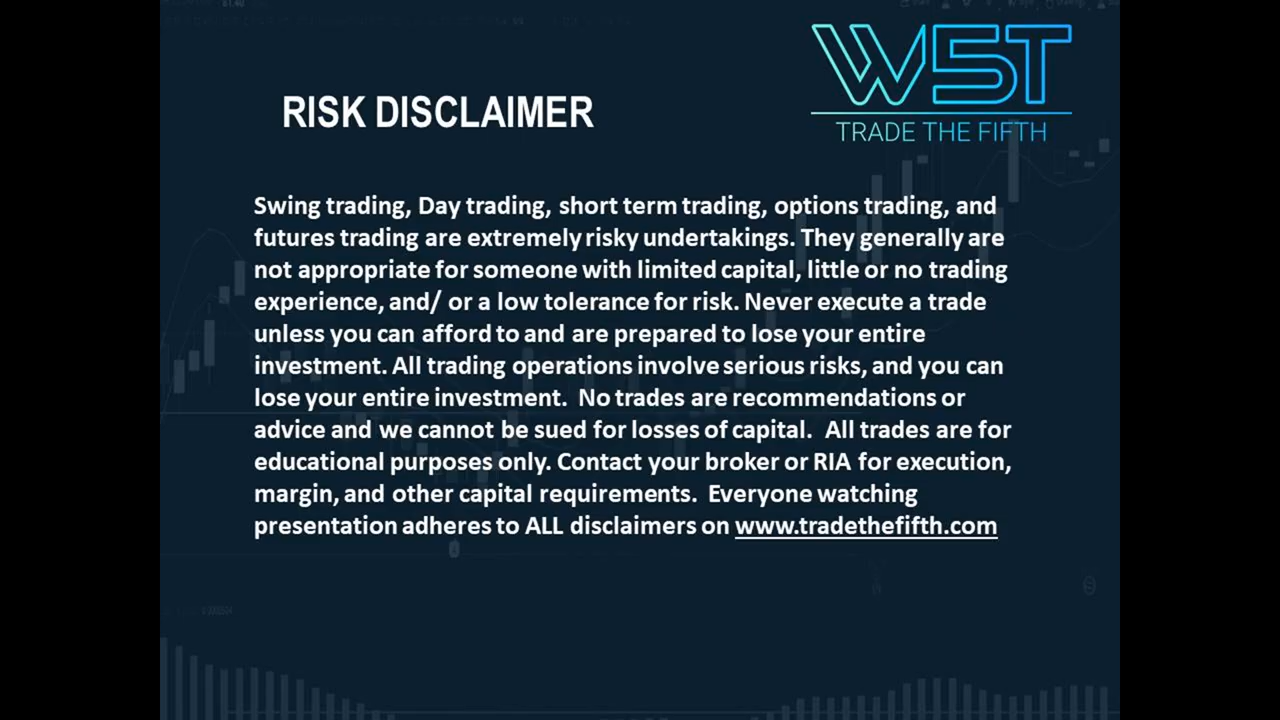 W5T
TRADE THE FIFTH
RISK DISCLAIMER
Swing trading, Day trading, short term trading, options trading, and
futures trading are extremely risky undertakings. They generally are
not appropriate for someone with limited capital, little or no trading
experience, and/ or a low tolerance for risk. Never execute a trade
unless you can afford to and are prepared to lose your entire
investment. All trading operations involve serious risks, and you can
lose your entire investment.  No trades are recommendations or
advice and we cannot be sued for losses of capital.  All trades are for
educational purposes only. Contact your broker or RIA for execution,
margin, and other capital requirements.  Everyone watching
presentation adheres to ALL disclaimers on www.tradethefifth.com